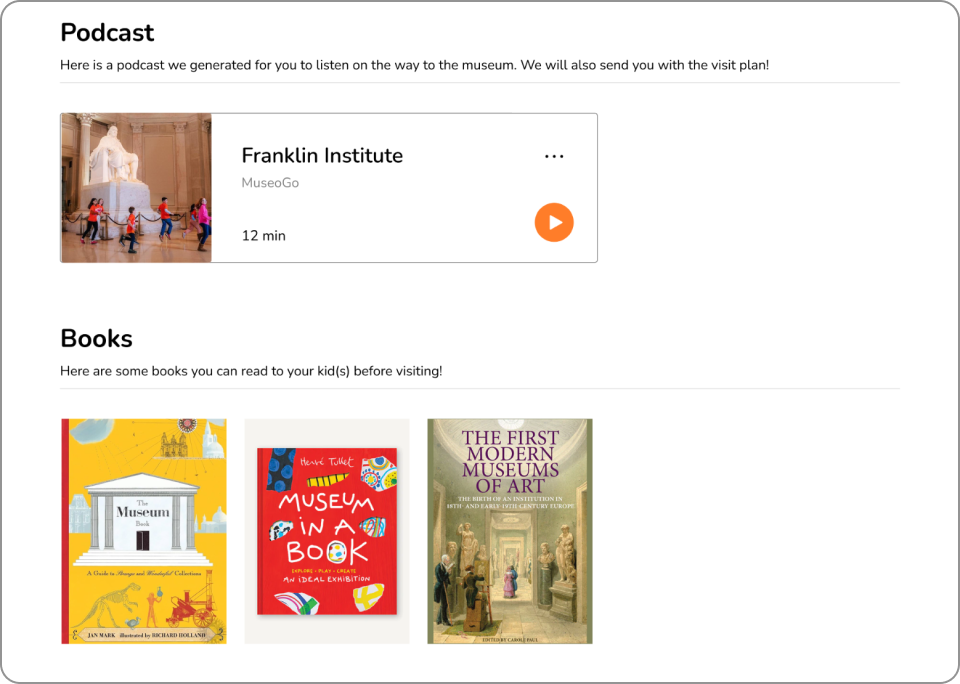 Podcast
Here is a podcast we generated for you to listen on the way to the museum. We will also send you with the visit plan!
Franklin Institute
MuseoGo
12 min
Books
Here are some books you can read to your kid(s) before visiting!
The
Museum
Book
A Guide to Strange and Wonderful Collections
JAN MARK illustrated by RICHARD HOLLAND
Hervé Tullet
MUSEUM
iN A
BOOK
EXPLORE • PLAY • CREATE
AN iDEAL EXHiBiTiON
THE FIRST
MODERN
MUSEUMS
OF ART
THE BIRTH OF AN INSTITUTION IN
18TH- AND EARLY-19TH-CENTURY EUROPE
EDITED BY CAROLE PAUL